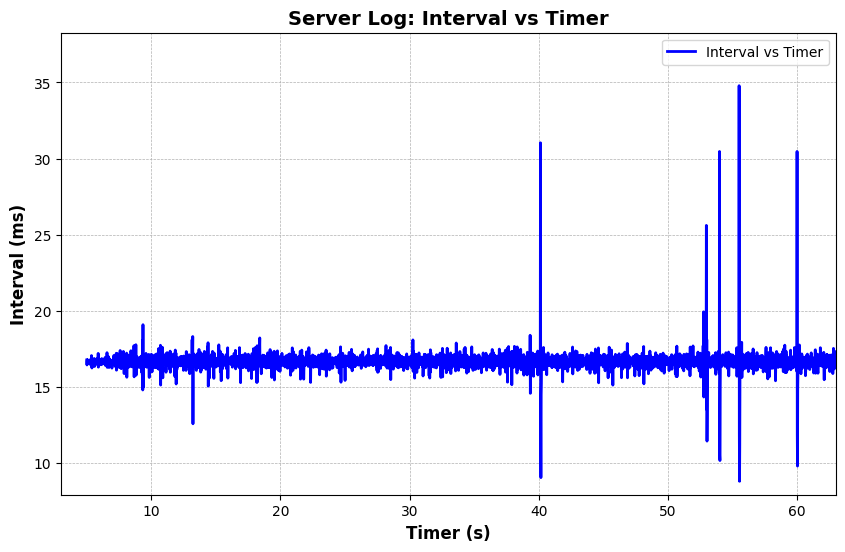 Server Log: Interval vs Timer
Interval vs Timer
35
30
25
20
15
10
Interval (ms)
10 20 30 40 50 60
Timer (s)